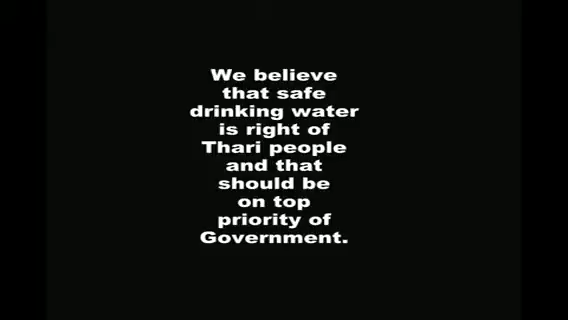 We believe
that safe
drinking water
is right of
Thari people
and that
should be
on top
priority of
Government.